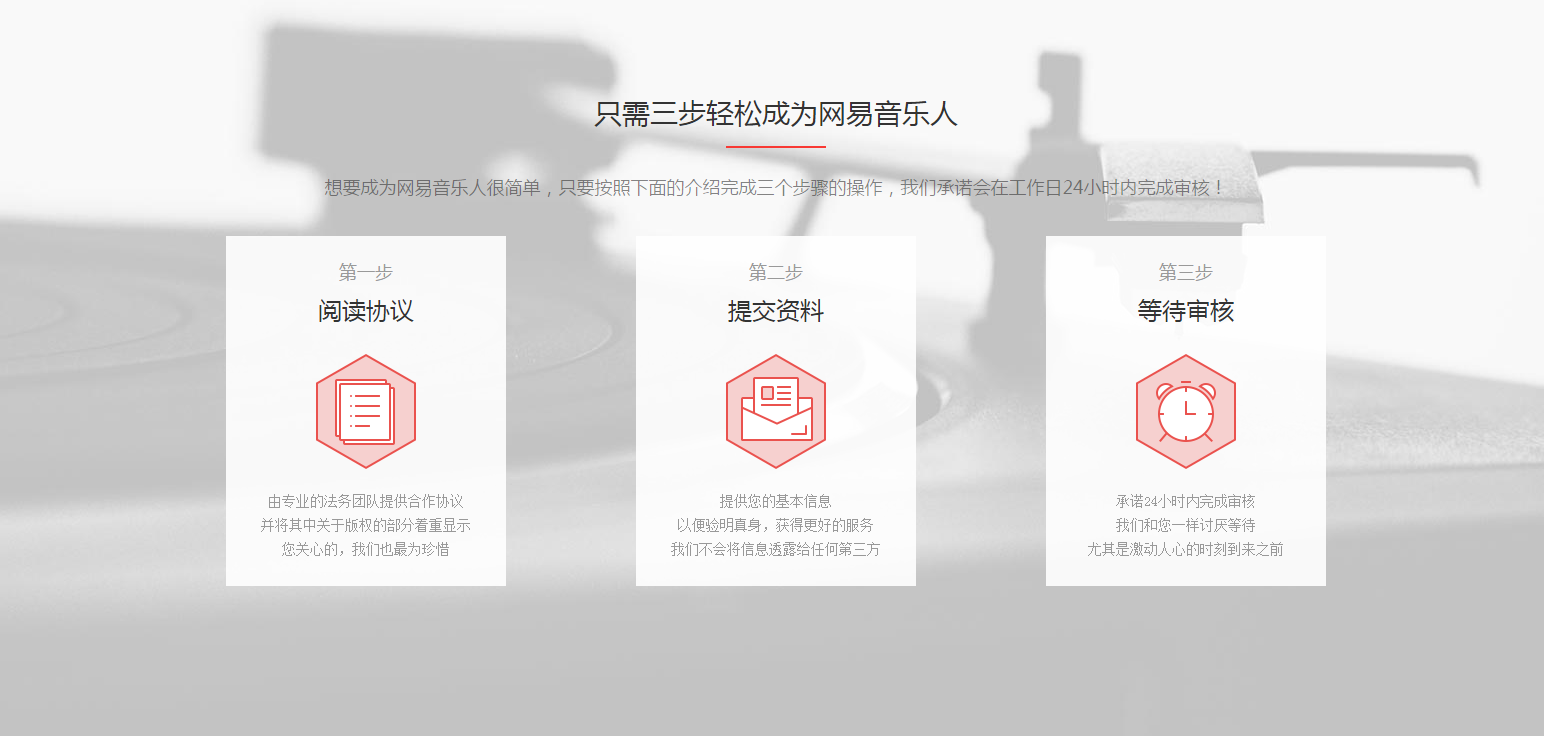 只需三步轻松成为网易音乐人
想要成为网易音乐人很简单，只要按照下面的介绍完成三个步骤的操作，我们承诺会在工作日24小时内完成审核！
第一步
阅读协议
由专业的法务团队提供合作协议
并将其中关于版权的部分着重显示
您关心的，我们也最为珍惜
第二步
提交资料
提供您的基本信息
以便验明真身，获得更好的服务
我们不会将信息透露给任何第三方
第三步
等待审核
承诺24小时内完成审核
我们和您一样讨厌等待
尤其是激动人心的时刻到来之前